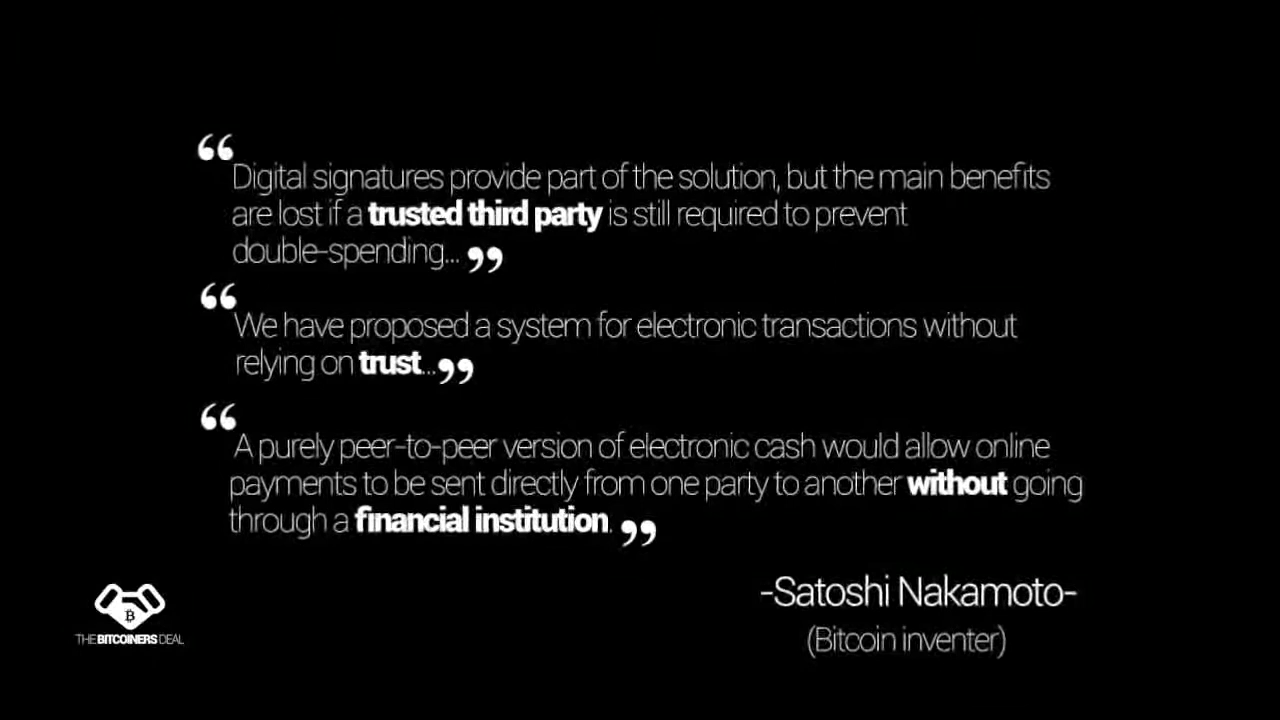 “Digital signatures provide part of the solution, but the main benefits
are lost if a trusted third party is still required to prevent
double-spending... ”
“We have proposed a system for electronic transactions without
relying on trust...”
“A purely peer-to-peer version of electronic cash would allow online
payments to be sent directly from one party to another without going
through a financial institution. ”
-Satoshi Nakamoto-
(Bitcoin inventer)
THE BITCOINERS DEAL